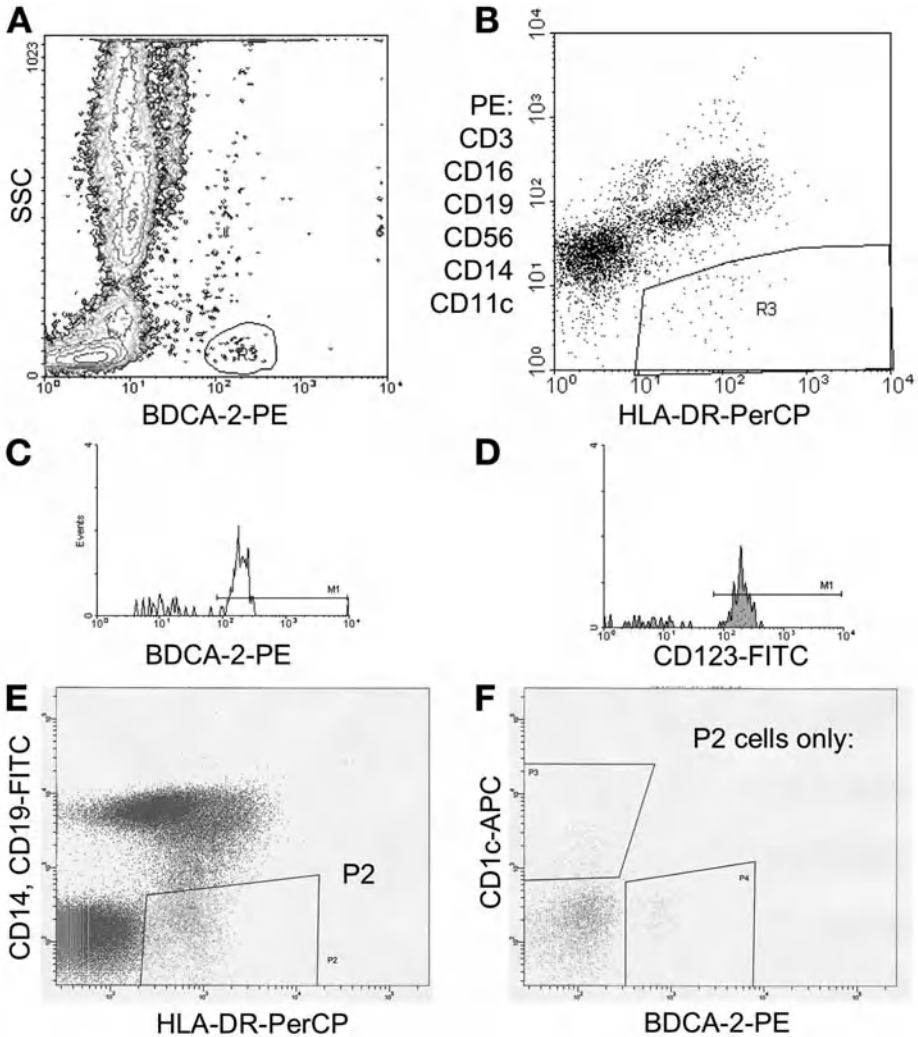 A
1023
SSC
0
R3
10⁰ 10¹ 10² 10³ 10⁴
BDCA-2-PE
B
PE:
CD3
CD16
CD19
CD56
CD14
CD11c
10⁴
10³
10²
10¹
10⁰
R3
10⁰ 10¹ 10² 10³ 10⁴
HLA-DR-PerCP
C
4
Events
0
M1
10⁰ 10¹ 10² 10³ 10⁴
BDCA-2-PE
D
4
0
M1
10⁰ 10¹ 10² 10³ 10⁴
CD123-FITC
E
CD14, CD19-FITC
P2
P2
HLA-DR-PerCP
F
P2 cells only:
CD1c-APC
P3
P4
BDCA-2-PE